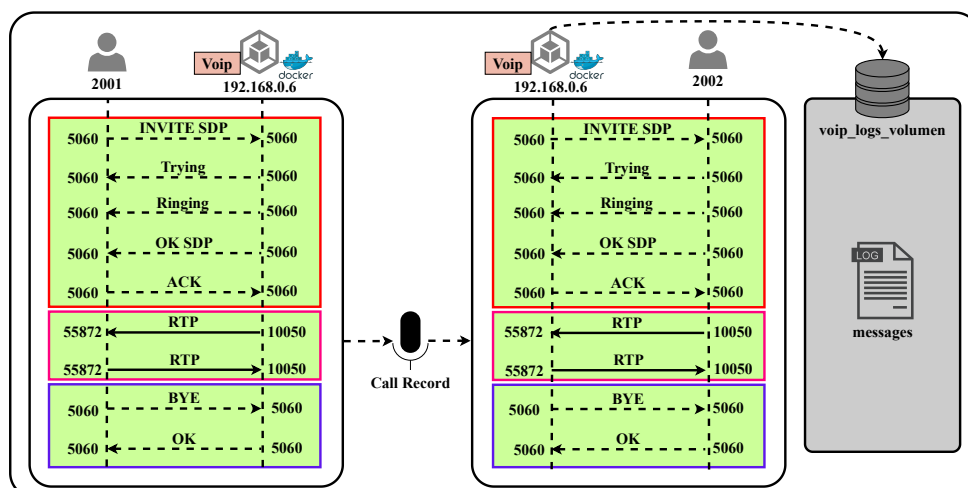 2001
Voip
docker
192.168.0.6
5060 INVITE SDP 5060
5060 Trying 5060
5060 Ringing 5060
5060 OK SDP 5060
5060 ACK 5060
55872 RTP 10050
55872 RTP 10050
5060 BYE 5060
5060 OK 5060
Call Record
Voip
docker
192.168.0.6
2002
5060 INVITE SDP 5060
5060 Trying 5060
5060 Ringing 5060
5060 OK SDP 5060
5060 ACK 5060
55872 RTP 10050
55872 RTP 10050
5060 BYE 5060
5060 OK 5060
voip_logs_volumen
LOG
messages